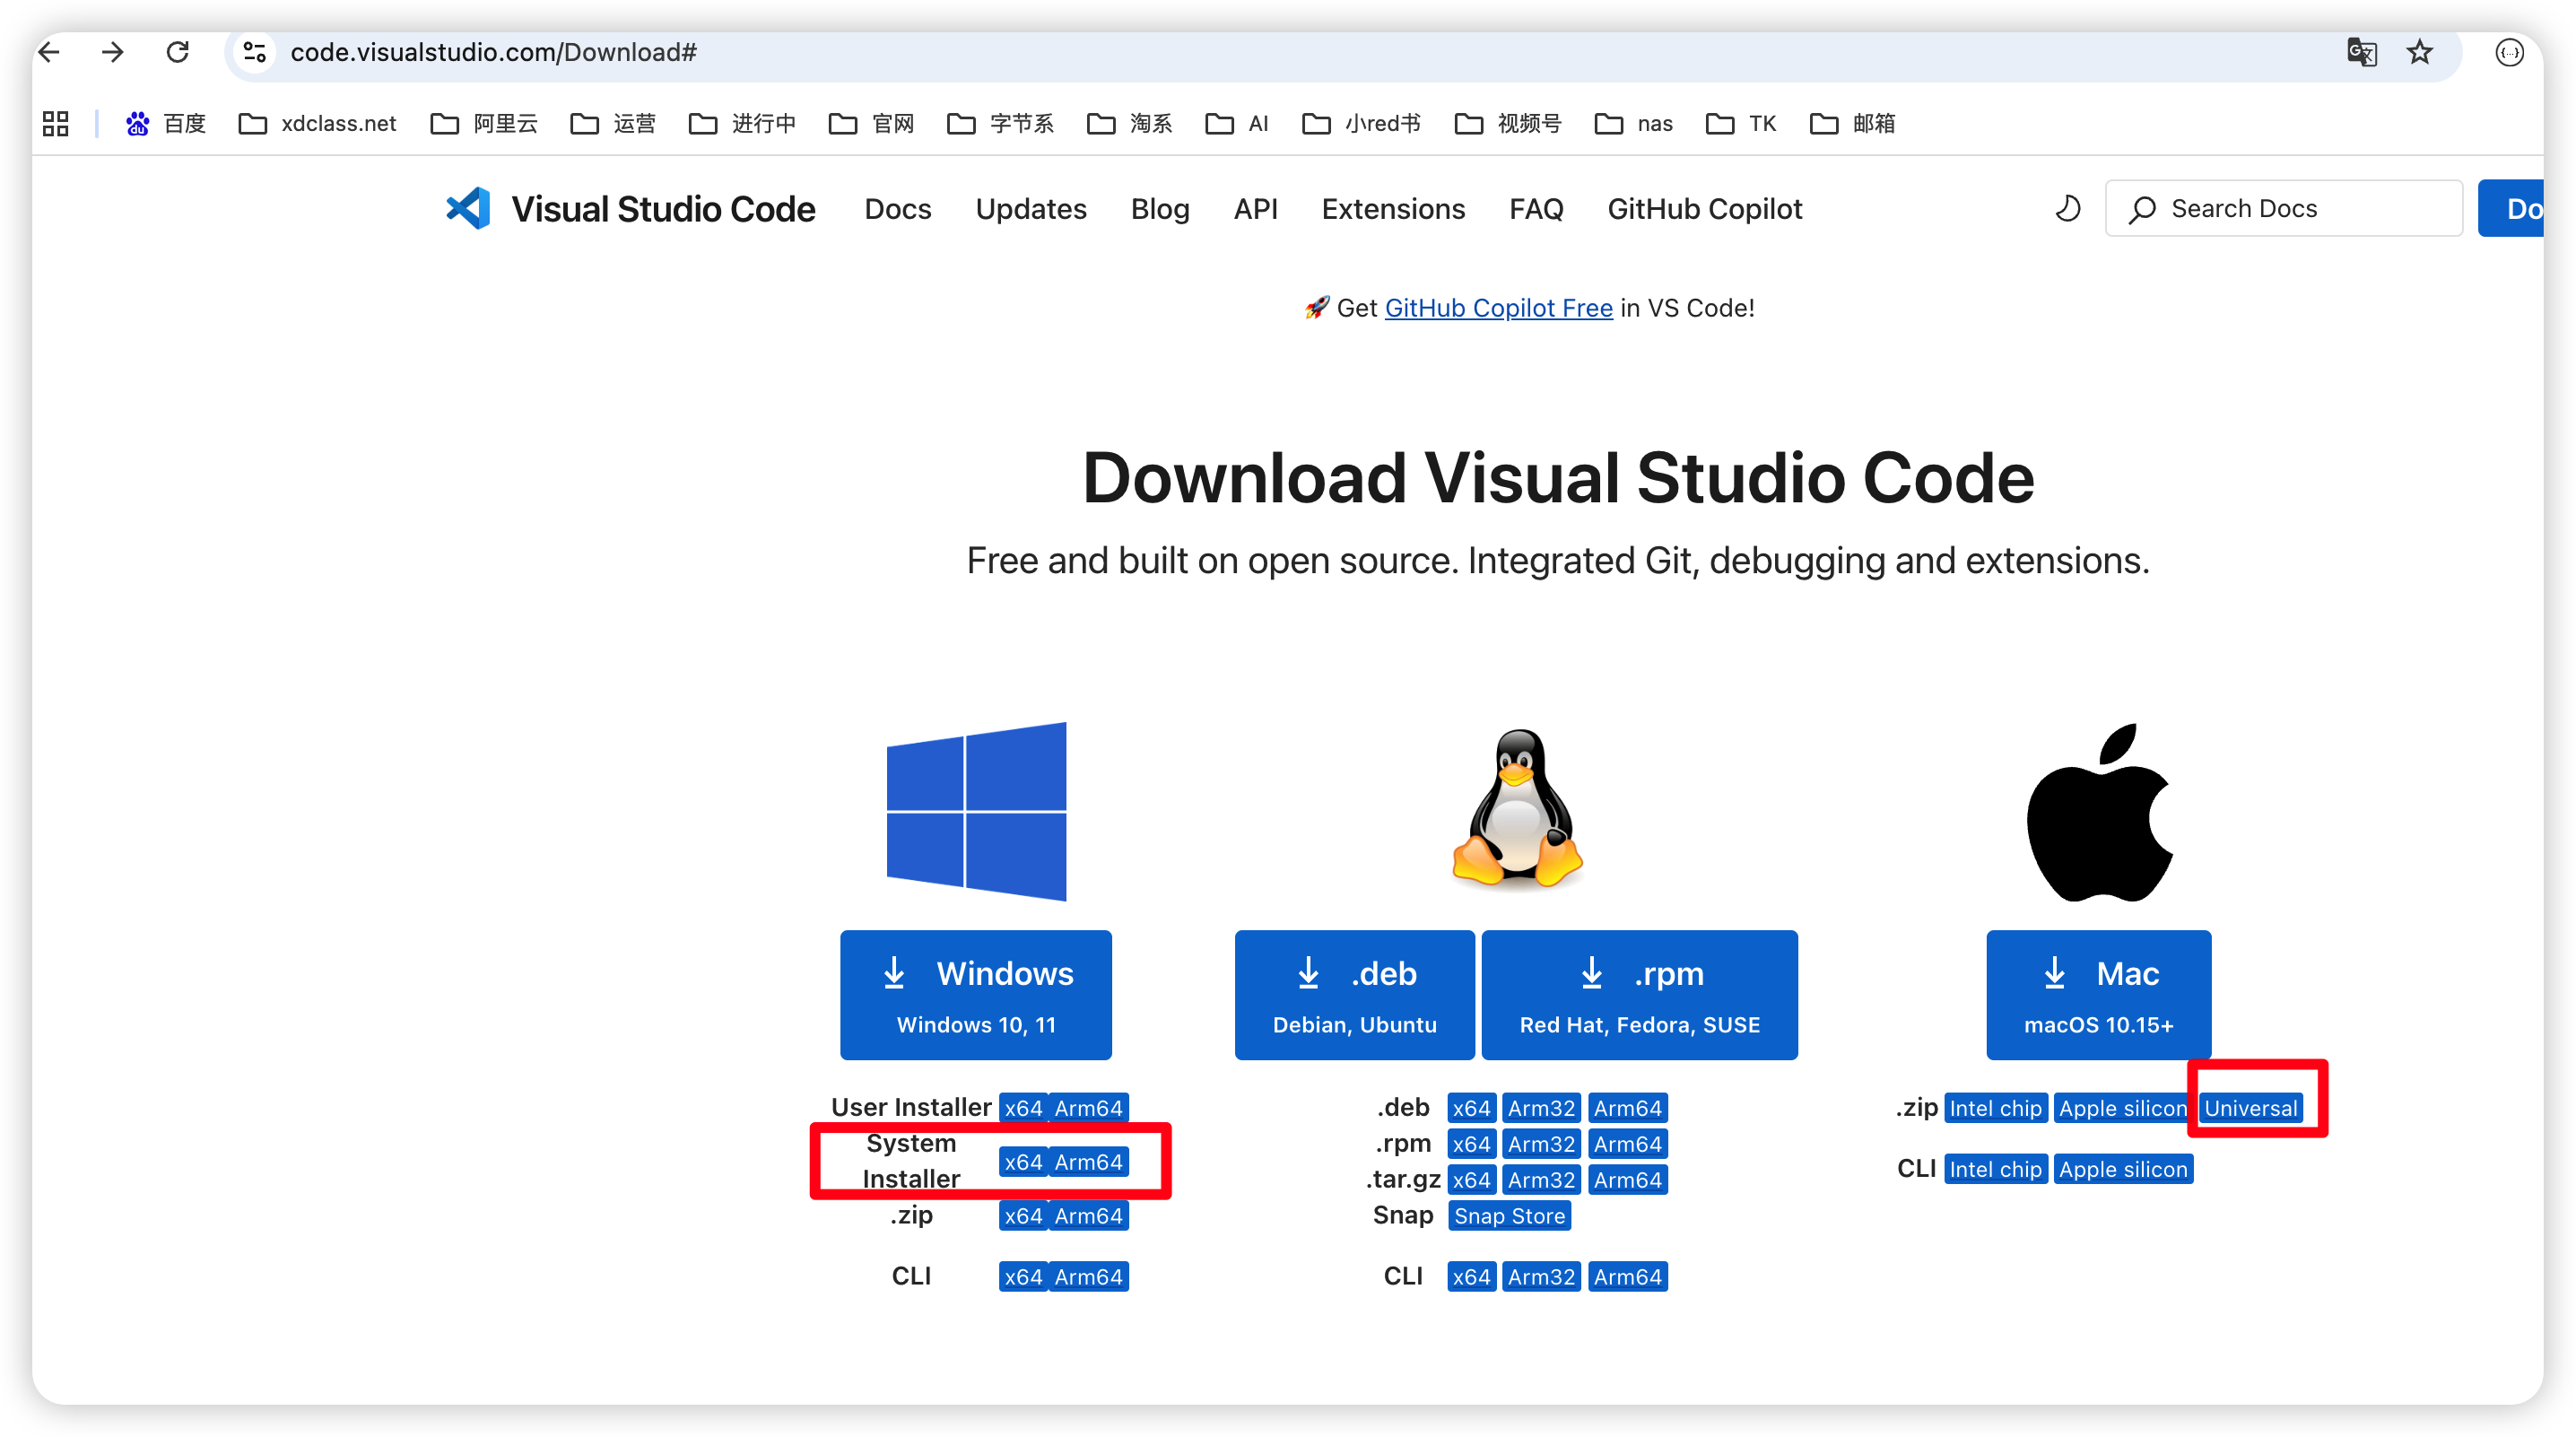 code.visualstudio.com/Download#
百度 xdclass.net 阿里云 运营 进行中 官网 字节系 淘系 AI 小red书 视频号 nas TK 邮箱
Visual Studio Code Docs Updates Blog API Extensions FAQ GitHub Copilot Search Docs Do
🚀 Get GitHub Copilot Free in VS Code!
Download Visual Studio Code
Free and built on open source. Integrated Git, debugging and extensions.
Windows
Windows 10, 11
User Installer x64 Arm64
System Installer x64 Arm64
.zip x64 Arm64
CLI x64 Arm64
.deb
Debian, Ubuntu
.rpm
Red Hat, Fedora, SUSE
.deb x64 Arm32 Arm64
.rpm x64 Arm32 Arm64
.tar.gz x64 Arm32 Arm64
Snap Snap Store
CLI x64 Arm32 Arm64
Mac
macOS 10.15+
.zip Intel chip Apple silicon Universal
CLI Intel chip Apple silicon